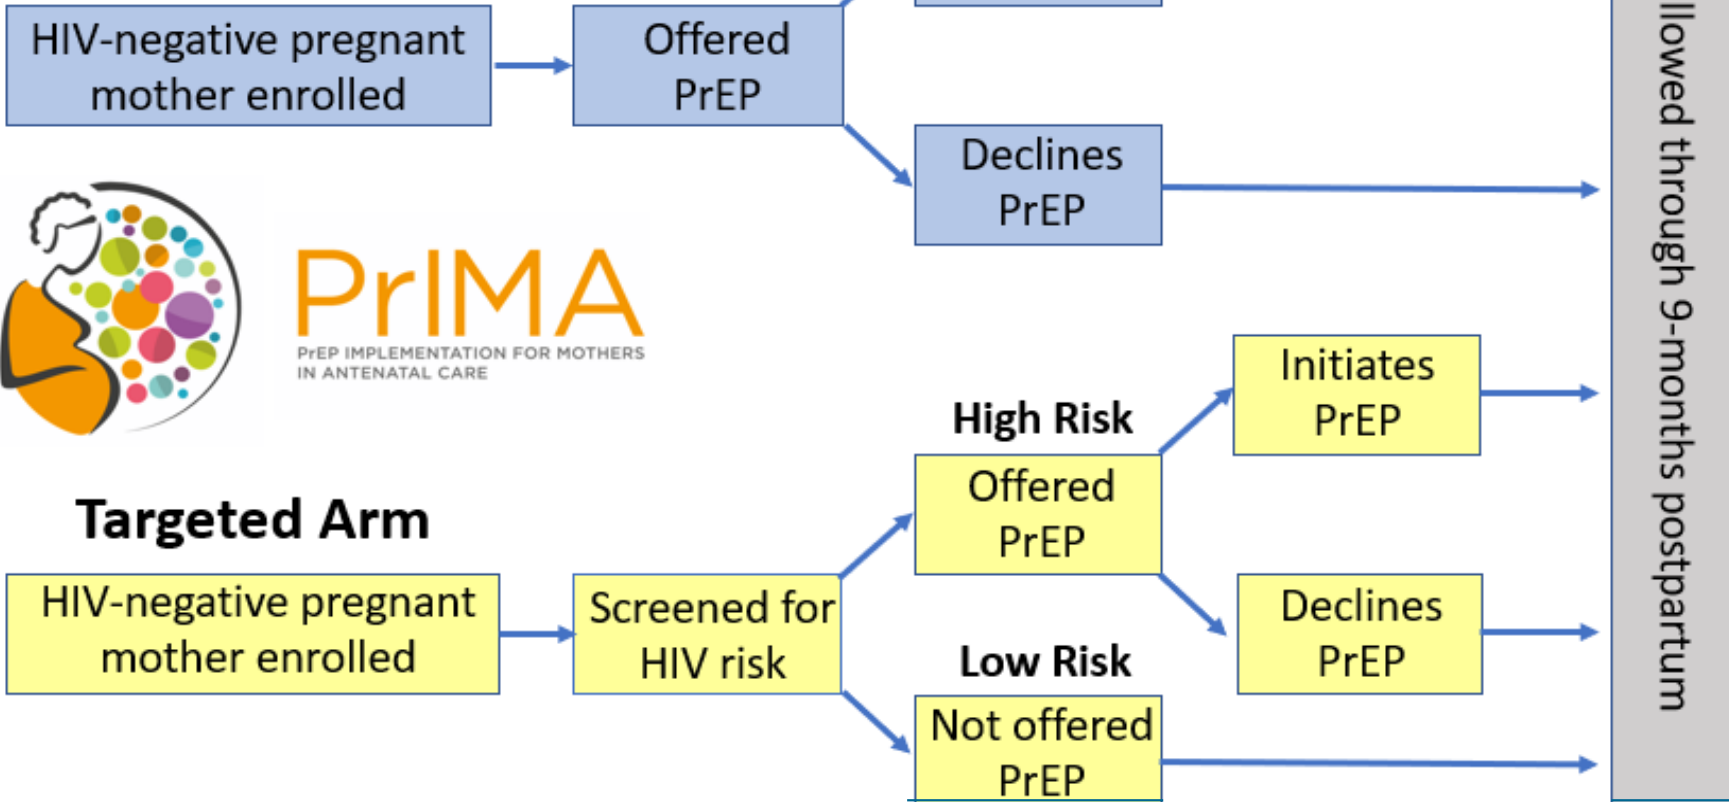 HIV-negative pregnant
mother enrolled
Offered
PrEP
Declines
PrEP
PrIMA
PrEP IMPLEMENTATION FOR MOTHERS
IN ANTENATAL CARE
Targeted Arm
HIV-negative pregnant
mother enrolled
Screened for
HIV risk
High Risk
Offered
PrEP
Initiates
PrEP
Declines
PrEP
Low Risk
Not offered
PrEP
llowed through 9-months postpartum